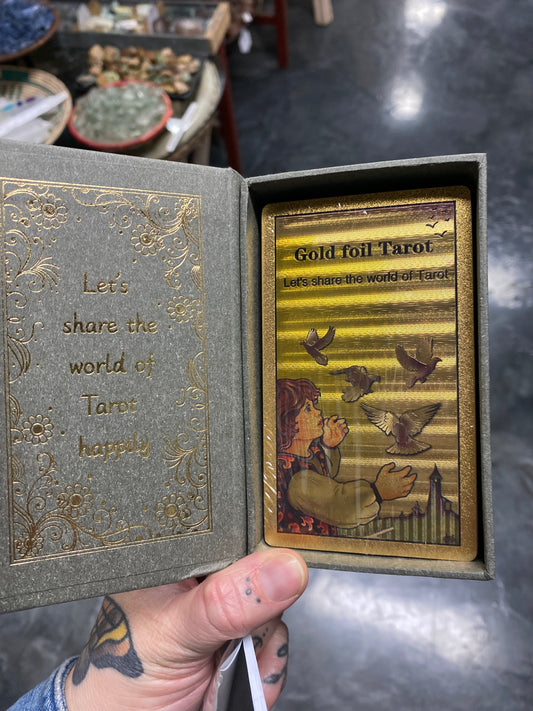 Let's
share the
world of
Tarot
happily
Gold foil Tarot
Let's share the world of Tarot